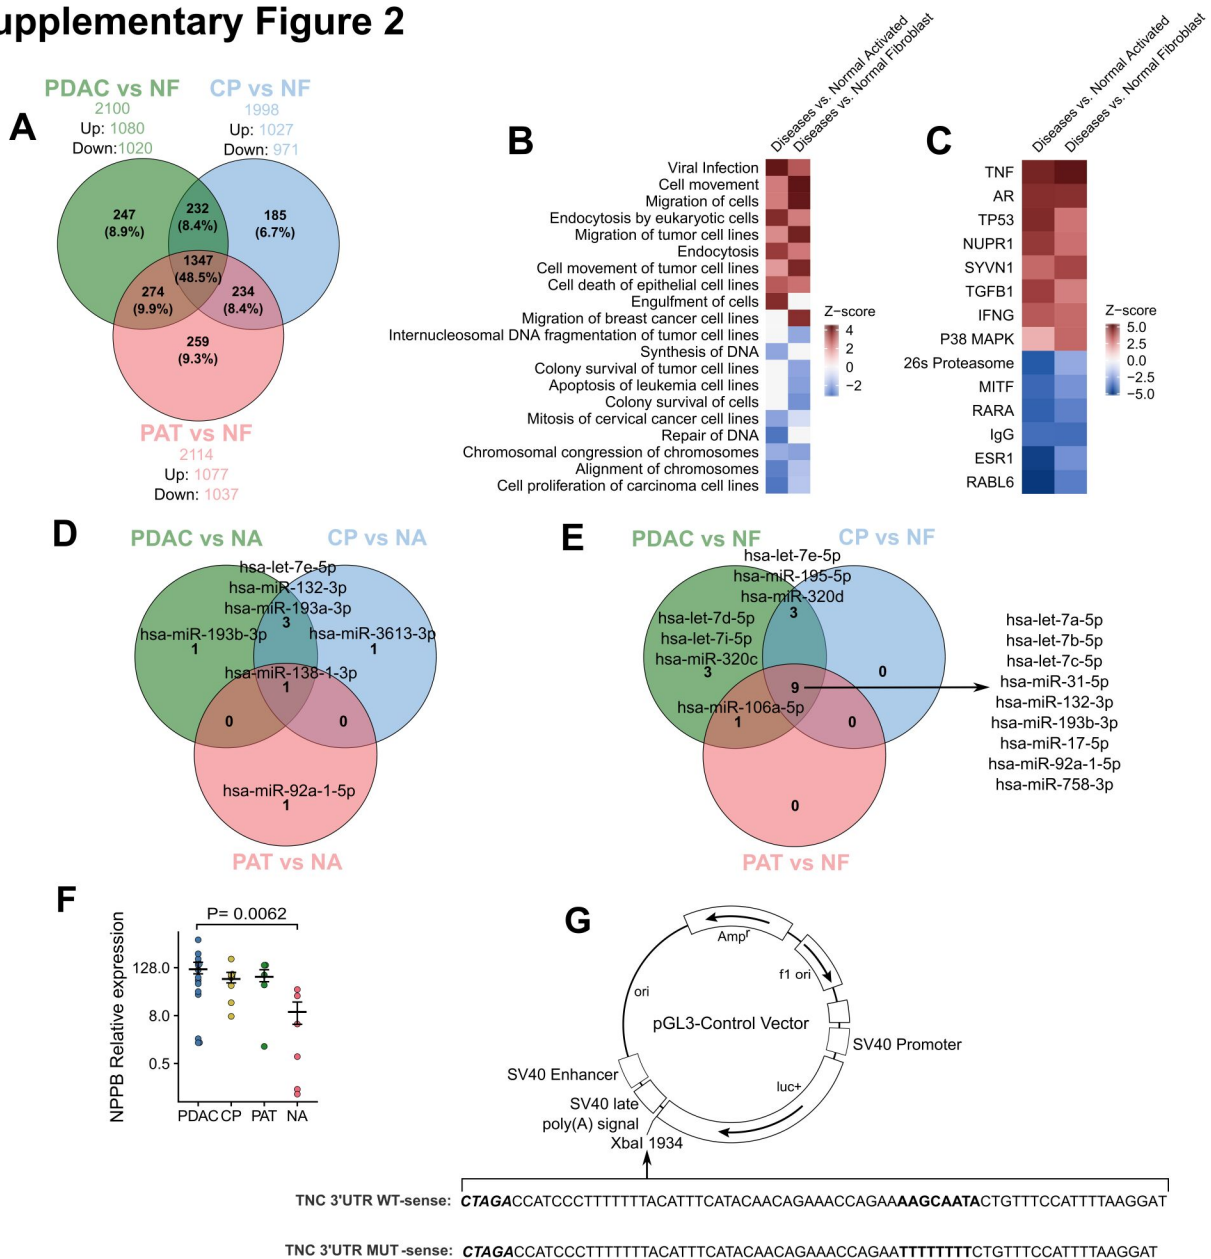 upplementary Figure 2
A
PDAC vs NF
2100
Up: 1080
Down:1020
CP vs NF
1998
Up: 1027
Down: 971
247
(8.9%)
232
(8.4%)
185
(6.7%)
1347
(48.5%)
274
(9.9%)
234
(8.4%)
259
(9.3%)
PAT vs NF
2114
Up: 1077
Down: 1037
B
Diseases vs. Normal Activated
Diseases vs. Normal Fibroblast
Viral Infection
Cell movement
Migration of cells
Endocytosis by eukaryotic cells
Migration of tumor cell lines
Endocytosis
Cell movement of tumor cell lines
Cell death of epithelial cell lines
Engulfment of cells
Migration of breast cancer cell lines
Internucleosomal DNA fragmentation of tumor cell lines
Synthesis of DNA
Colony survival of tumor cell lines
Apoptosis of leukemia cell lines
Colony survival of cells
Mitosis of cervical cancer cell lines
Repair of DNA
Chromosomal congression of chromosomes
Alignment of chromosomes
Cell proliferation of carcinoma cell lines
Z-score
4
2
0
−2
C
Diseases vs. Normal Activated
Diseases vs. Normal Fibroblast
TNF
AR
TP53
NUPR1
SYVN1
TGFB1
IFNG
P38 MAPK
26s Proteasome
MITF
RARA
IgG
ESR1
RABL6
Z-score
5.0
2.5
0.0
−2.5
−5.0
D
PDAC vs NA
CP vs NA
hsa-let-7e-5p
hsa-miR-132-3p
hsa-miR-193a-3p
3
hsa-miR-193b-3p
1
hsa-miR-3613-3p
1
hsa-miR-138-1-3p
1
0
0
hsa-miR-92a-1-5p
1
PAT vs NA
E
PDAC vs NF
CP vs NF
hsa-let-7e-5p
hsa-miR-195-5p
hsa-miR-320d
3
hsa-let-7d-5p
hsa-let-7i-5p
hsa-miR-320c
3
0
9
hsa-miR-106a-5p
1
0
0
PAT vs NF
hsa-let-7a-5p
hsa-let-7b-5p
hsa-let-7c-5p
hsa-miR-31-5p
hsa-miR-132-3p
hsa-miR-193b-3p
hsa-miR-17-5p
hsa-miR-92a-1-5p
hsa-miR-758-3p
F
P= 0.0062
NPPB Relative expression
128.0
8.0
0.5
PDAC CP PAT NA
G
Ampr
f1 ori
ori
pGL3-Control Vector
SV40 Promoter
luc+
SV40 Enhancer
SV40 late
poly(A) signal
XbaI 1934
TNC 3'UTR WT-sense: CTAGACCATCCCTTTTTTTACATTTCATACAACAGAAACCAGAAAAGCAATACTGTTTCCATTTTAAGGAT
TNC 3'UTR MUT -sense: CTAGACCATCCCTTTTTTTACATTTCATACAACAGAAACCAGAATTTTTTTTCTGTTTCCATTTTAAGGAT